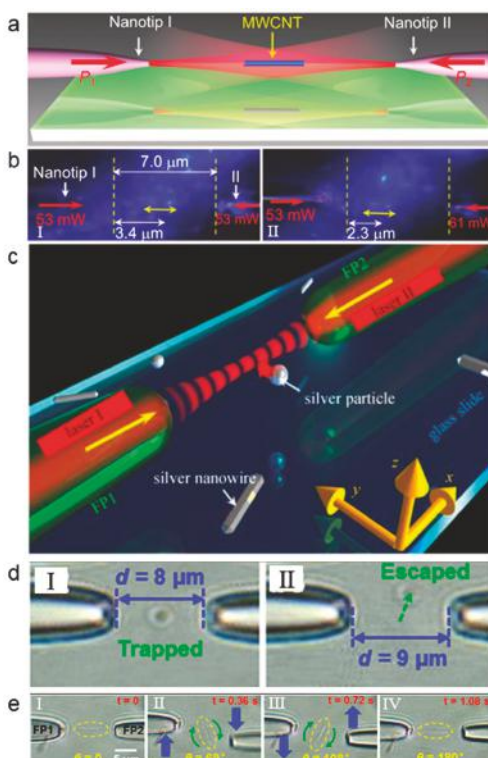 a
Nanotip I
MWCNT
Nanotip II
P1
P2
b
Nanotip I
7.0 μm
II
53 mW
53 mW
3.4 μm
I
53 mW
61 mW
2.3 μm
II
c
FP2
laser II
laser I
FP1
silver particle
silver nanowire
glass slide
y
z
x
d
I
d = 8 μm
Trapped
II
Escaped
d = 9 μm
e
I
t = 0
FP1
FP2
II
t = 0.36 s
III
t = 0.72 s
IV
t = 1.08 s